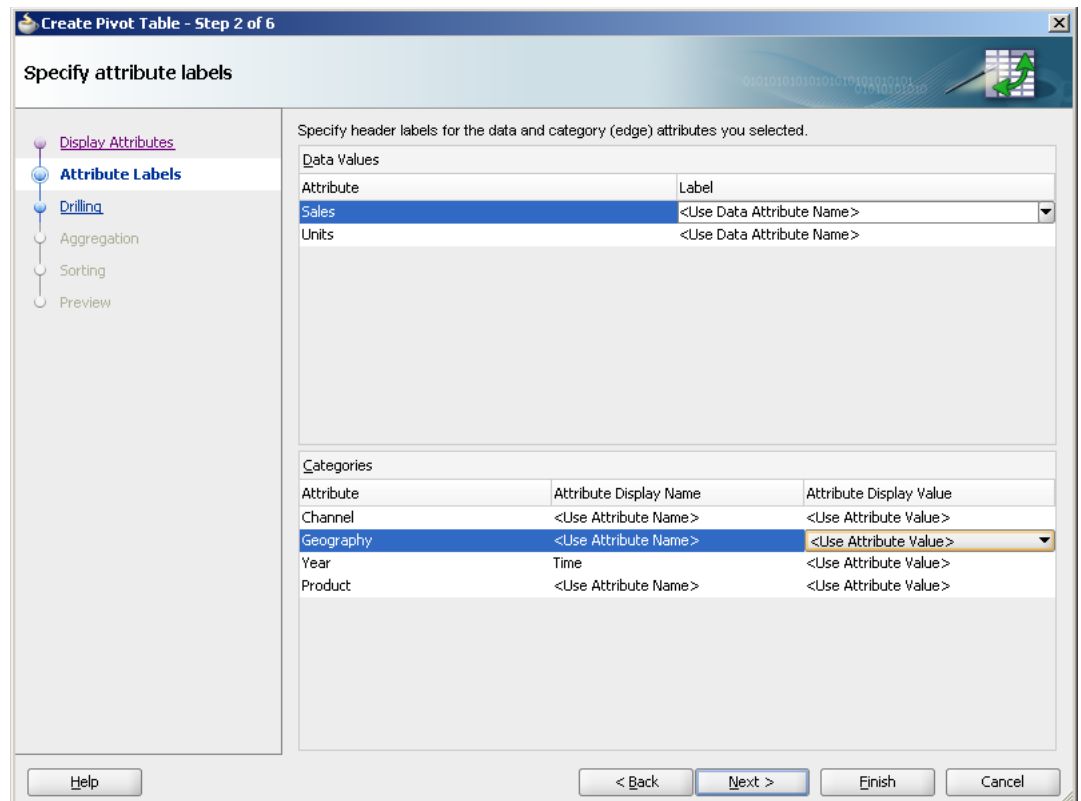 Create Pivot Table - Step 2 of 6
Specify attribute labels
Display Attributes
Attribute Labels
Drilling
Aggregation
Sorting
Preview
Specify header labels for the data and category (edge) attributes you selected.
Data Values
Attribute Label
Sales <Use Data Attribute Name>
Units <Use Data Attribute Name>
Categories
Attribute Attribute Display Name Attribute Display Value
Channel <Use Attribute Name> <Use Attribute Value>
Geography <Use Attribute Name> <Use Attribute Value>
Year Time <Use Attribute Value>
Product <Use Attribute Name> <Use Attribute Value>
Help < Back Next > Finish Cancel